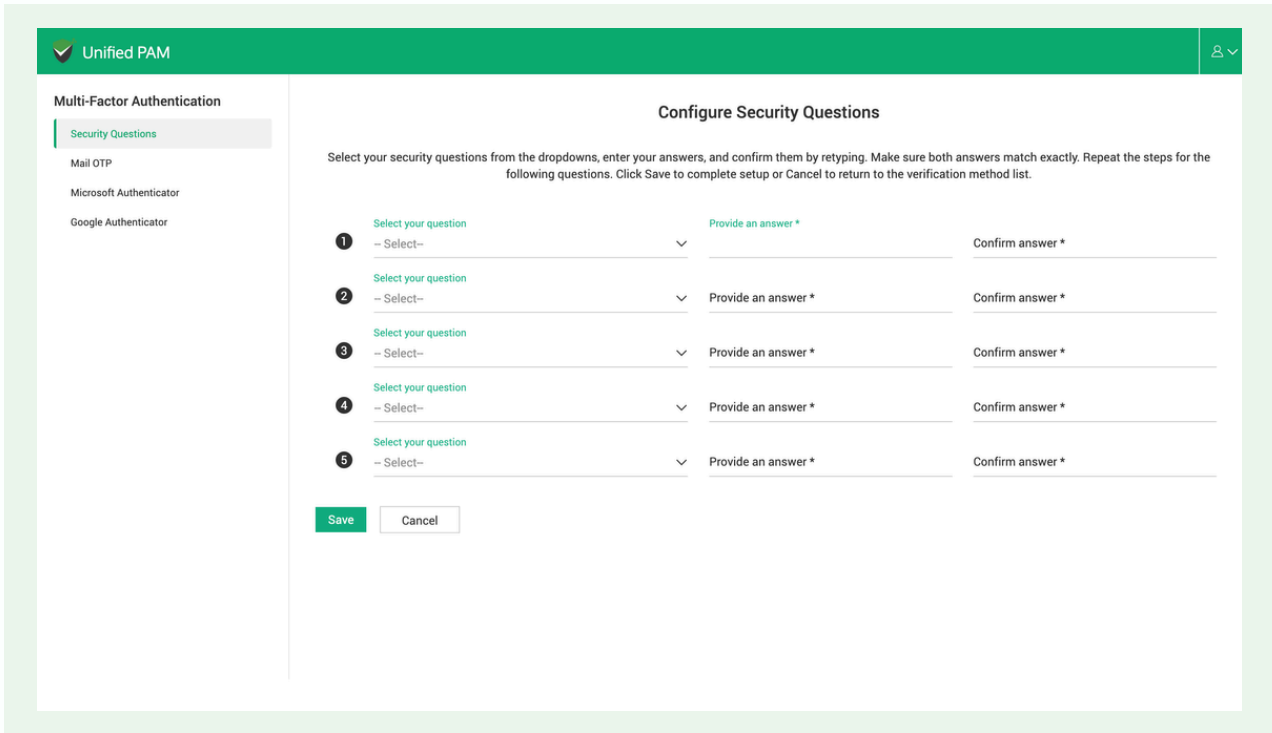 Unified PAM
Multi-Factor Authentication
Security Questions
Mail OTP
Microsoft Authenticator
Google Authenticator
Configure Security Questions
Select your security questions from the dropdowns, enter your answers, and confirm them by retyping. Make sure both answers match exactly. Repeat the steps for the
following questions. Click Save to complete setup or Cancel to return to the verification method list.
Select your question Provide an answer *
1 -- Select-- Confirm answer *
Select your question
2 -- Select-- Provide an answer * Confirm answer *
Select your question
3 -- Select-- Provide an answer * Confirm answer *
Select your question
4 -- Select-- Provide an answer * Confirm answer *
Select your question
5 -- Select-- Provide an answer * Confirm answer *
Save Cancel